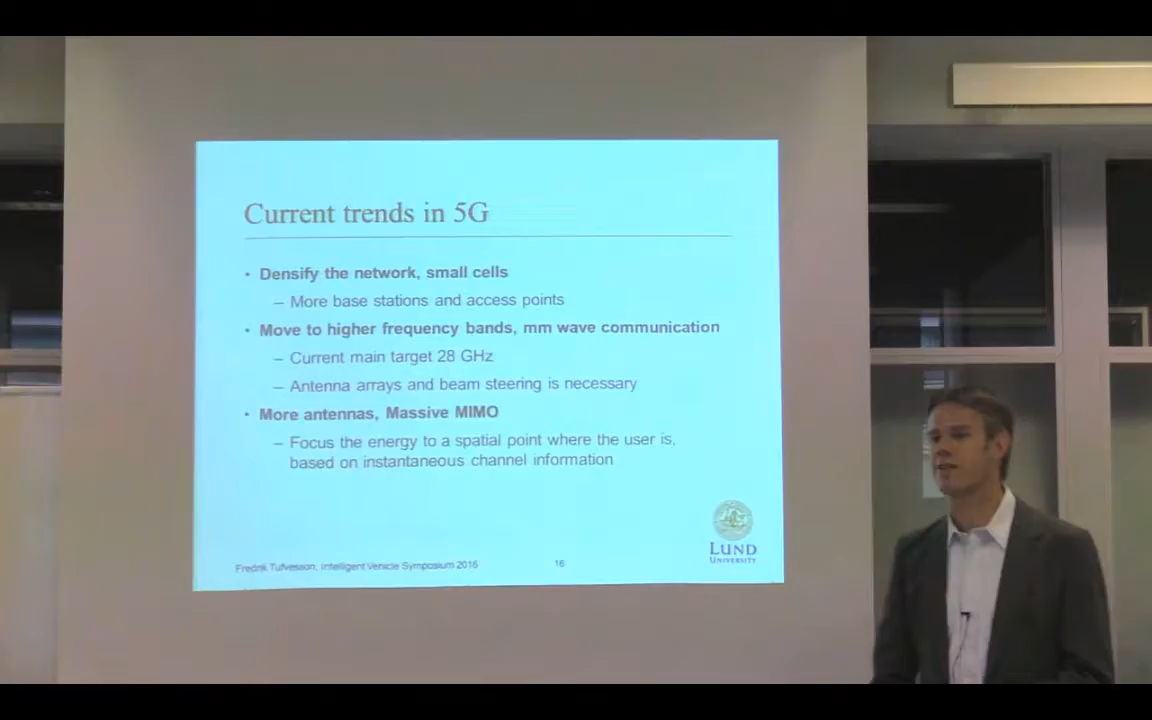 Current trends in 5G
• Densify the network, small cells
– More base stations and access points
• Move to higher frequency bands, mm wave communication
– Current main target 28 GHz
– Antenna arrays and beam steering is necessary
• More antennas, Massive MIMO
– Focus the energy to a spatial point where the user is,
based on instantaneous channel information
LUND
UNIVERSITY
Fredrik Tufvesson, Intelligent Vehicle Symposium 2016
16